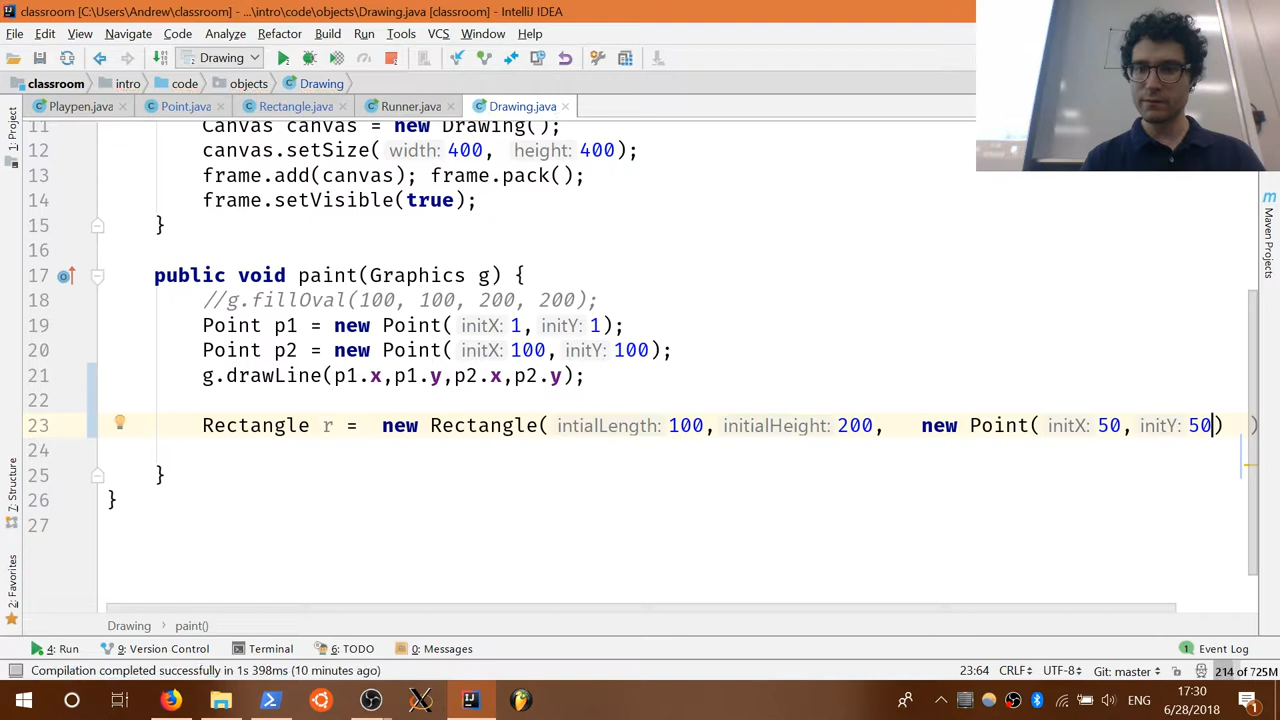 classroom [C:\Users\Andrew\classroom] - ...\intro\code\objects\Drawing.java [classroom] - IntelliJ IDEA
File Edit View Navigate Code Analyze Refactor Build Run Tools VCS Window Help
Drawing
classroom intro code objects Drawing
Playpen.java Point.java Rectangle.java Runner.java Drawing.java
11 Canvas canvas = new Drawing();
12 canvas.setSize( width: 400, height: 400);
13 frame.add(canvas); frame.pack();
14 frame.setVisible(true);
15 }
16
17 public void paint(Graphics g) {
18 //g.fillOval(100, 100, 200, 200);
19 Point p1 = new Point( initX: 1, initY: 1);
20 Point p2 = new Point( initX: 100, initY: 100);
21 g.drawLine(p1.x,p1.y,p2.x,p2.y);
22
23 Rectangle r = new Rectangle( intialLength: 100, initialHeight: 200, new Point( initX: 50, initY: 50) )
24
25 }
26 }
27
1: Project
7: Structure
2: Favorites
Maven Projects
Drawing paint()
4: Run 9: Version Control Terminal 6: TODO 0: Messages 1 Event Log
Compilation completed successfully in 1s 398ms (10 minutes ago) 23:64 CRLF UTF-8 Git: master 214 of 725M
ENG 17:30
6/28/2018 1